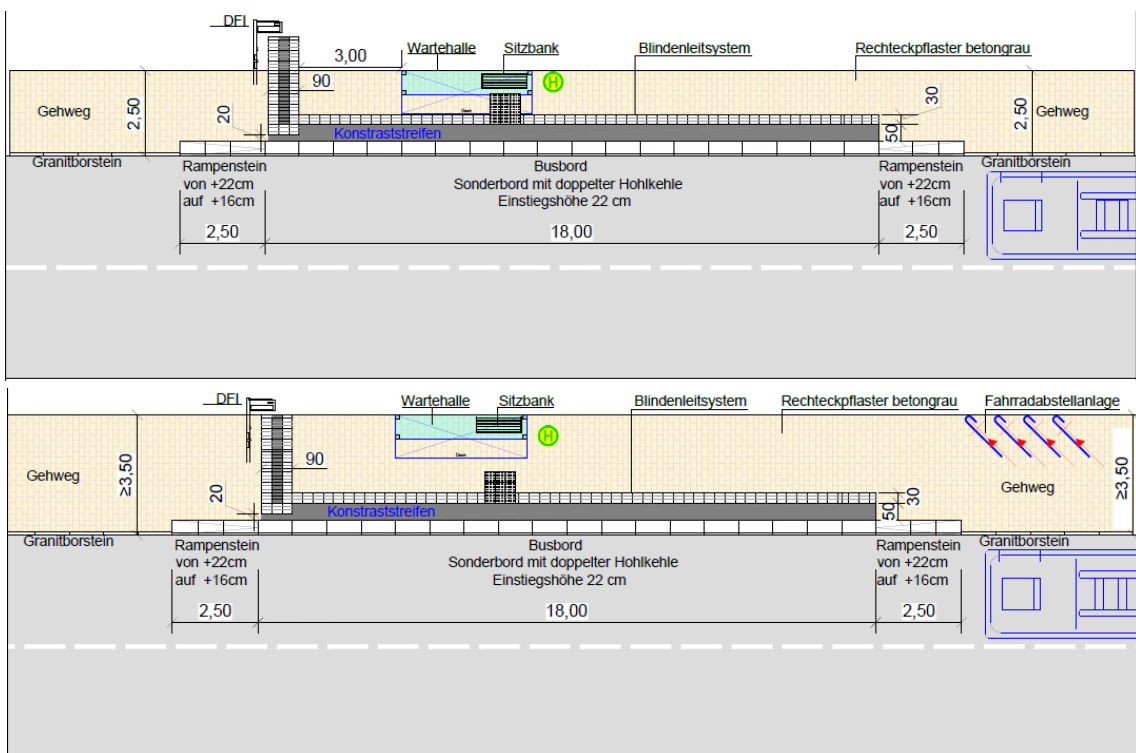 DFI
Wartehalle
Sitzbank
Blindenleitsystem
Rechteckpflaster betongrau
3,00
90
H
Gehweg
2,50
20
Konstraststreifen
30
50
2,50
Gehweg
Granitborstein
Rampenstein
von +22cm
auf +16cm
Busbord
Sonderbord mit doppelter Hohlkehle
Einstiegshöhe 22 cm
Rampenstein
von +22cm
auf +16cm
Granitborstein
2,50
18,00
2,50
DFI
Wartehalle
Sitzbank
Blindenleitsystem
Rechteckpflaster betongrau
Fahrradabstellanlage
H
Gehweg
≥3,50
90
20
Konstraststreifen
30
50
Gehweg
≥3,50
Granitborstein
Rampenstein
von +22cm
auf +16cm
Busbord
Sonderbord mit doppelter Hohlkehle
Einstiegshöhe 22 cm
Rampenstein
von +22cm
auf +16cm
Granitborstein
2,50
18,00
2,50